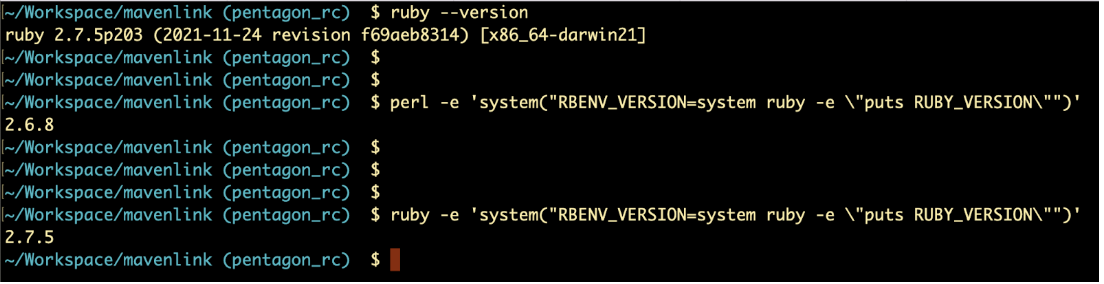 ~/Workspace/mavenlink (pentagon_rc)  $ ruby --version
ruby 2.7.5p203 (2021-11-24 revision f69aeb8314) [x86_64-darwin21]
~/Workspace/mavenlink (pentagon_rc)  $
~/Workspace/mavenlink (pentagon_rc)  $
~/Workspace/mavenlink (pentagon_rc)  $ perl -e 'system("RBENV_VERSION=system ruby -e \"puts RUBY_VERSION\"")'
2.6.8
~/Workspace/mavenlink (pentagon_rc)  $
~/Workspace/mavenlink (pentagon_rc)  $
~/Workspace/mavenlink (pentagon_rc)  $
~/Workspace/mavenlink (pentagon_rc)  $ ruby -e 'system("RBENV_VERSION=system ruby -e \"puts RUBY_VERSION\"")'
2.7.5
~/Workspace/mavenlink (pentagon_rc)  $